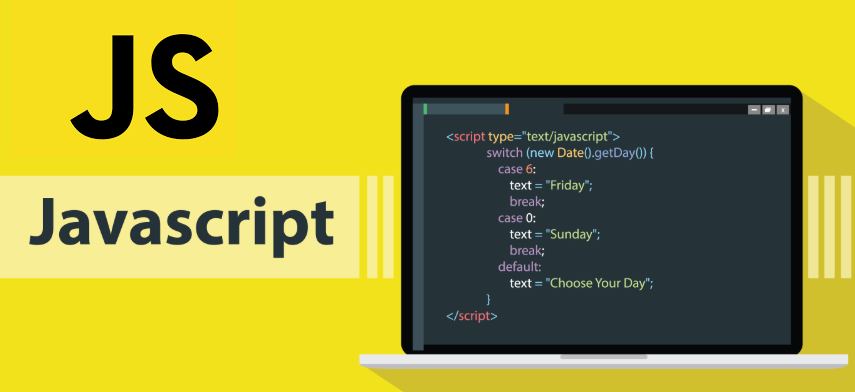 JS
Javascript
<script type="text/javascript">
switch (new Date().getDay()) {
case 6:
text = "Friday";
break;
case 0:
text = "Sunday";
break;
default:
text = "Choose Your Day";
}
</script>